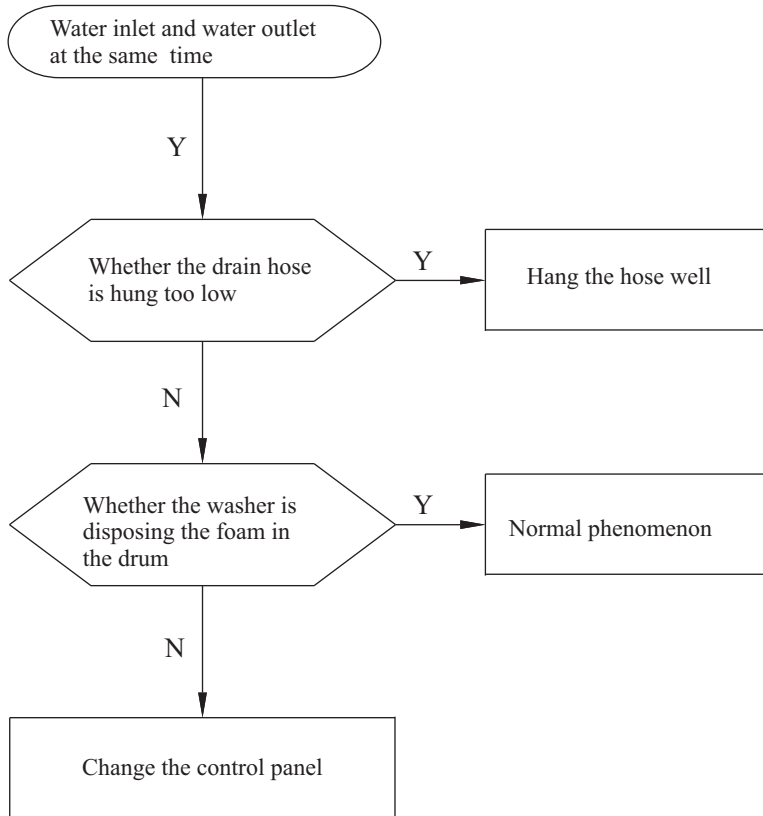 Water inlet and water outlet
at the same time
Y
Whether the drain hose
is hung too low
Y
Hang the hose well
N
Whether the washer is
disposing the foam in
the drum
Y
Normal phenomenon
N
Change the control panel